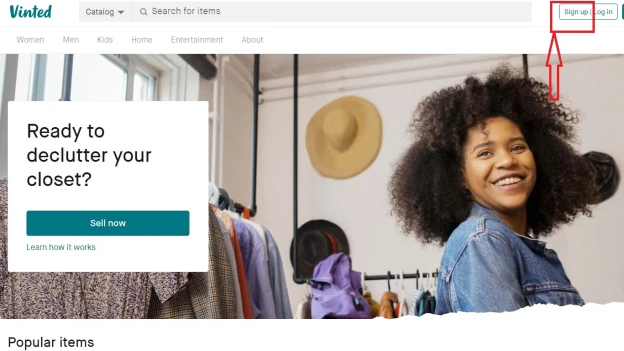 Vinted
Catalog
Search for items
Sign up | Log in
Women
Men
Kids
Home
Entertainment
About
Ready to
declutter your
closet?
Sell now
Learn how it works
Popular items